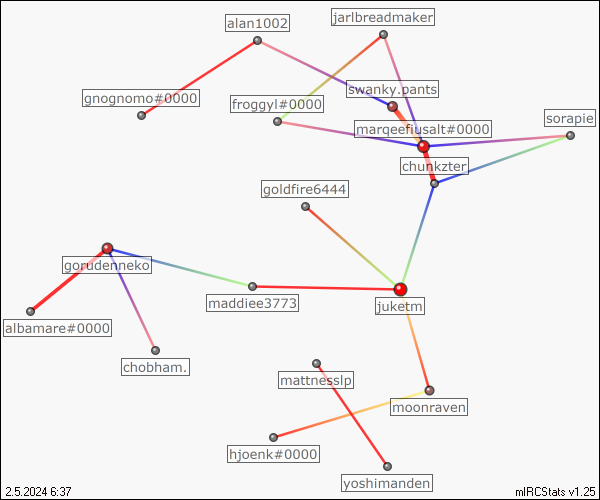 jarlbreadmaker
alan1002
swanky.pants
gnognomo#0000
froggyl#0000
sorapie
marqeefiusalt#0000
chunkzter
goldfire6444
gorudenneko
maddiee3773
juketm
albamare#0000
chobham.
mattnesslp
moonraven
hjoenk#0000
yoshimanden
2.5.2024 6:37
mIRCStats v1.25